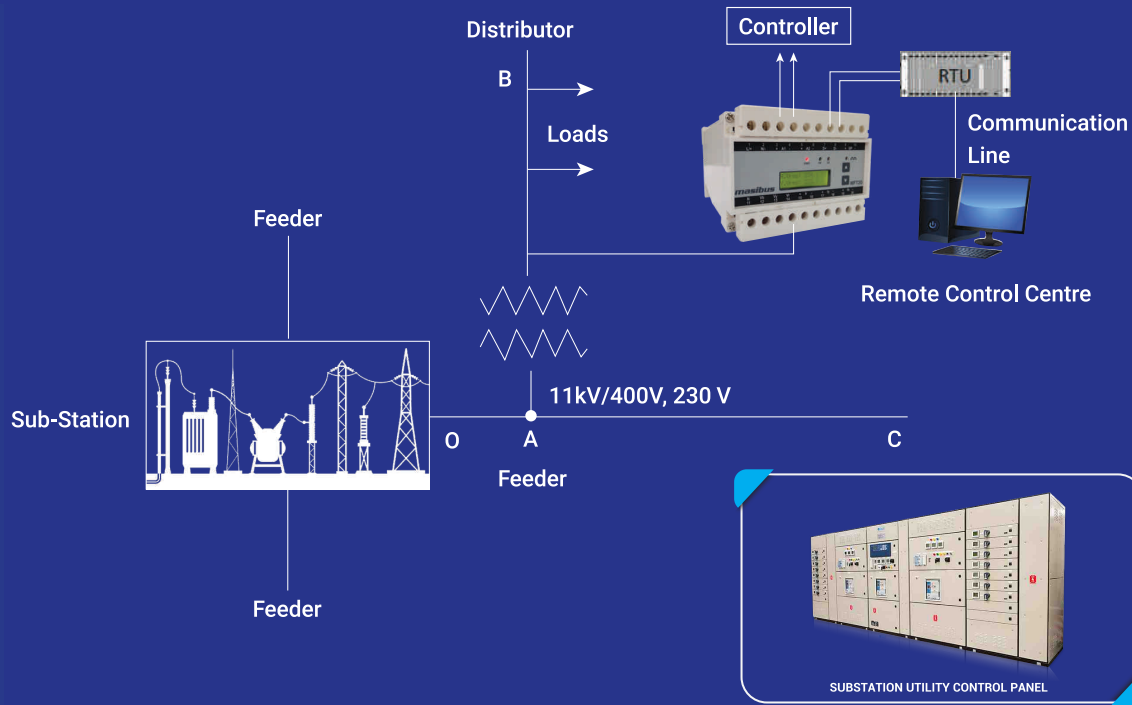 Distributor
Controller
B
RTU
Loads
Communication
Line
masibus
Feeder
Remote Control Centre
11kV/400V, 230 V
Sub-Station
O
A
C
Feeder
Feeder
SUBSTATION UTILITY CONTROL PANEL